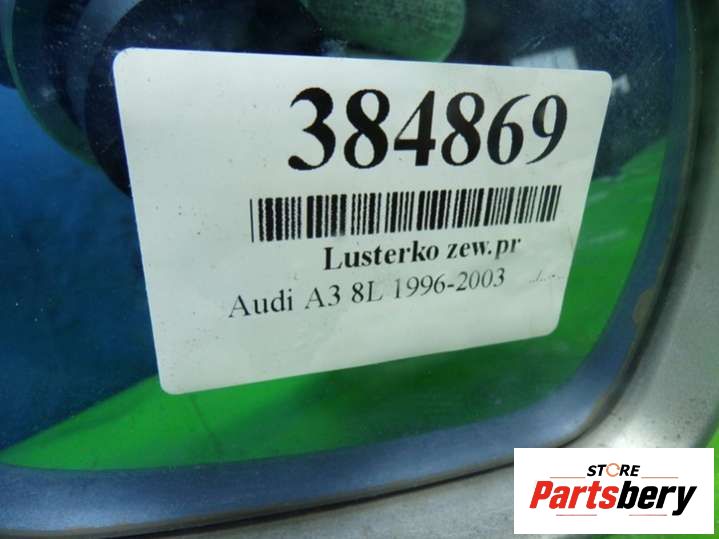 384869
Lusterko zew.pr
Audi A3 8L 1996-2003
STORE
Partsbery